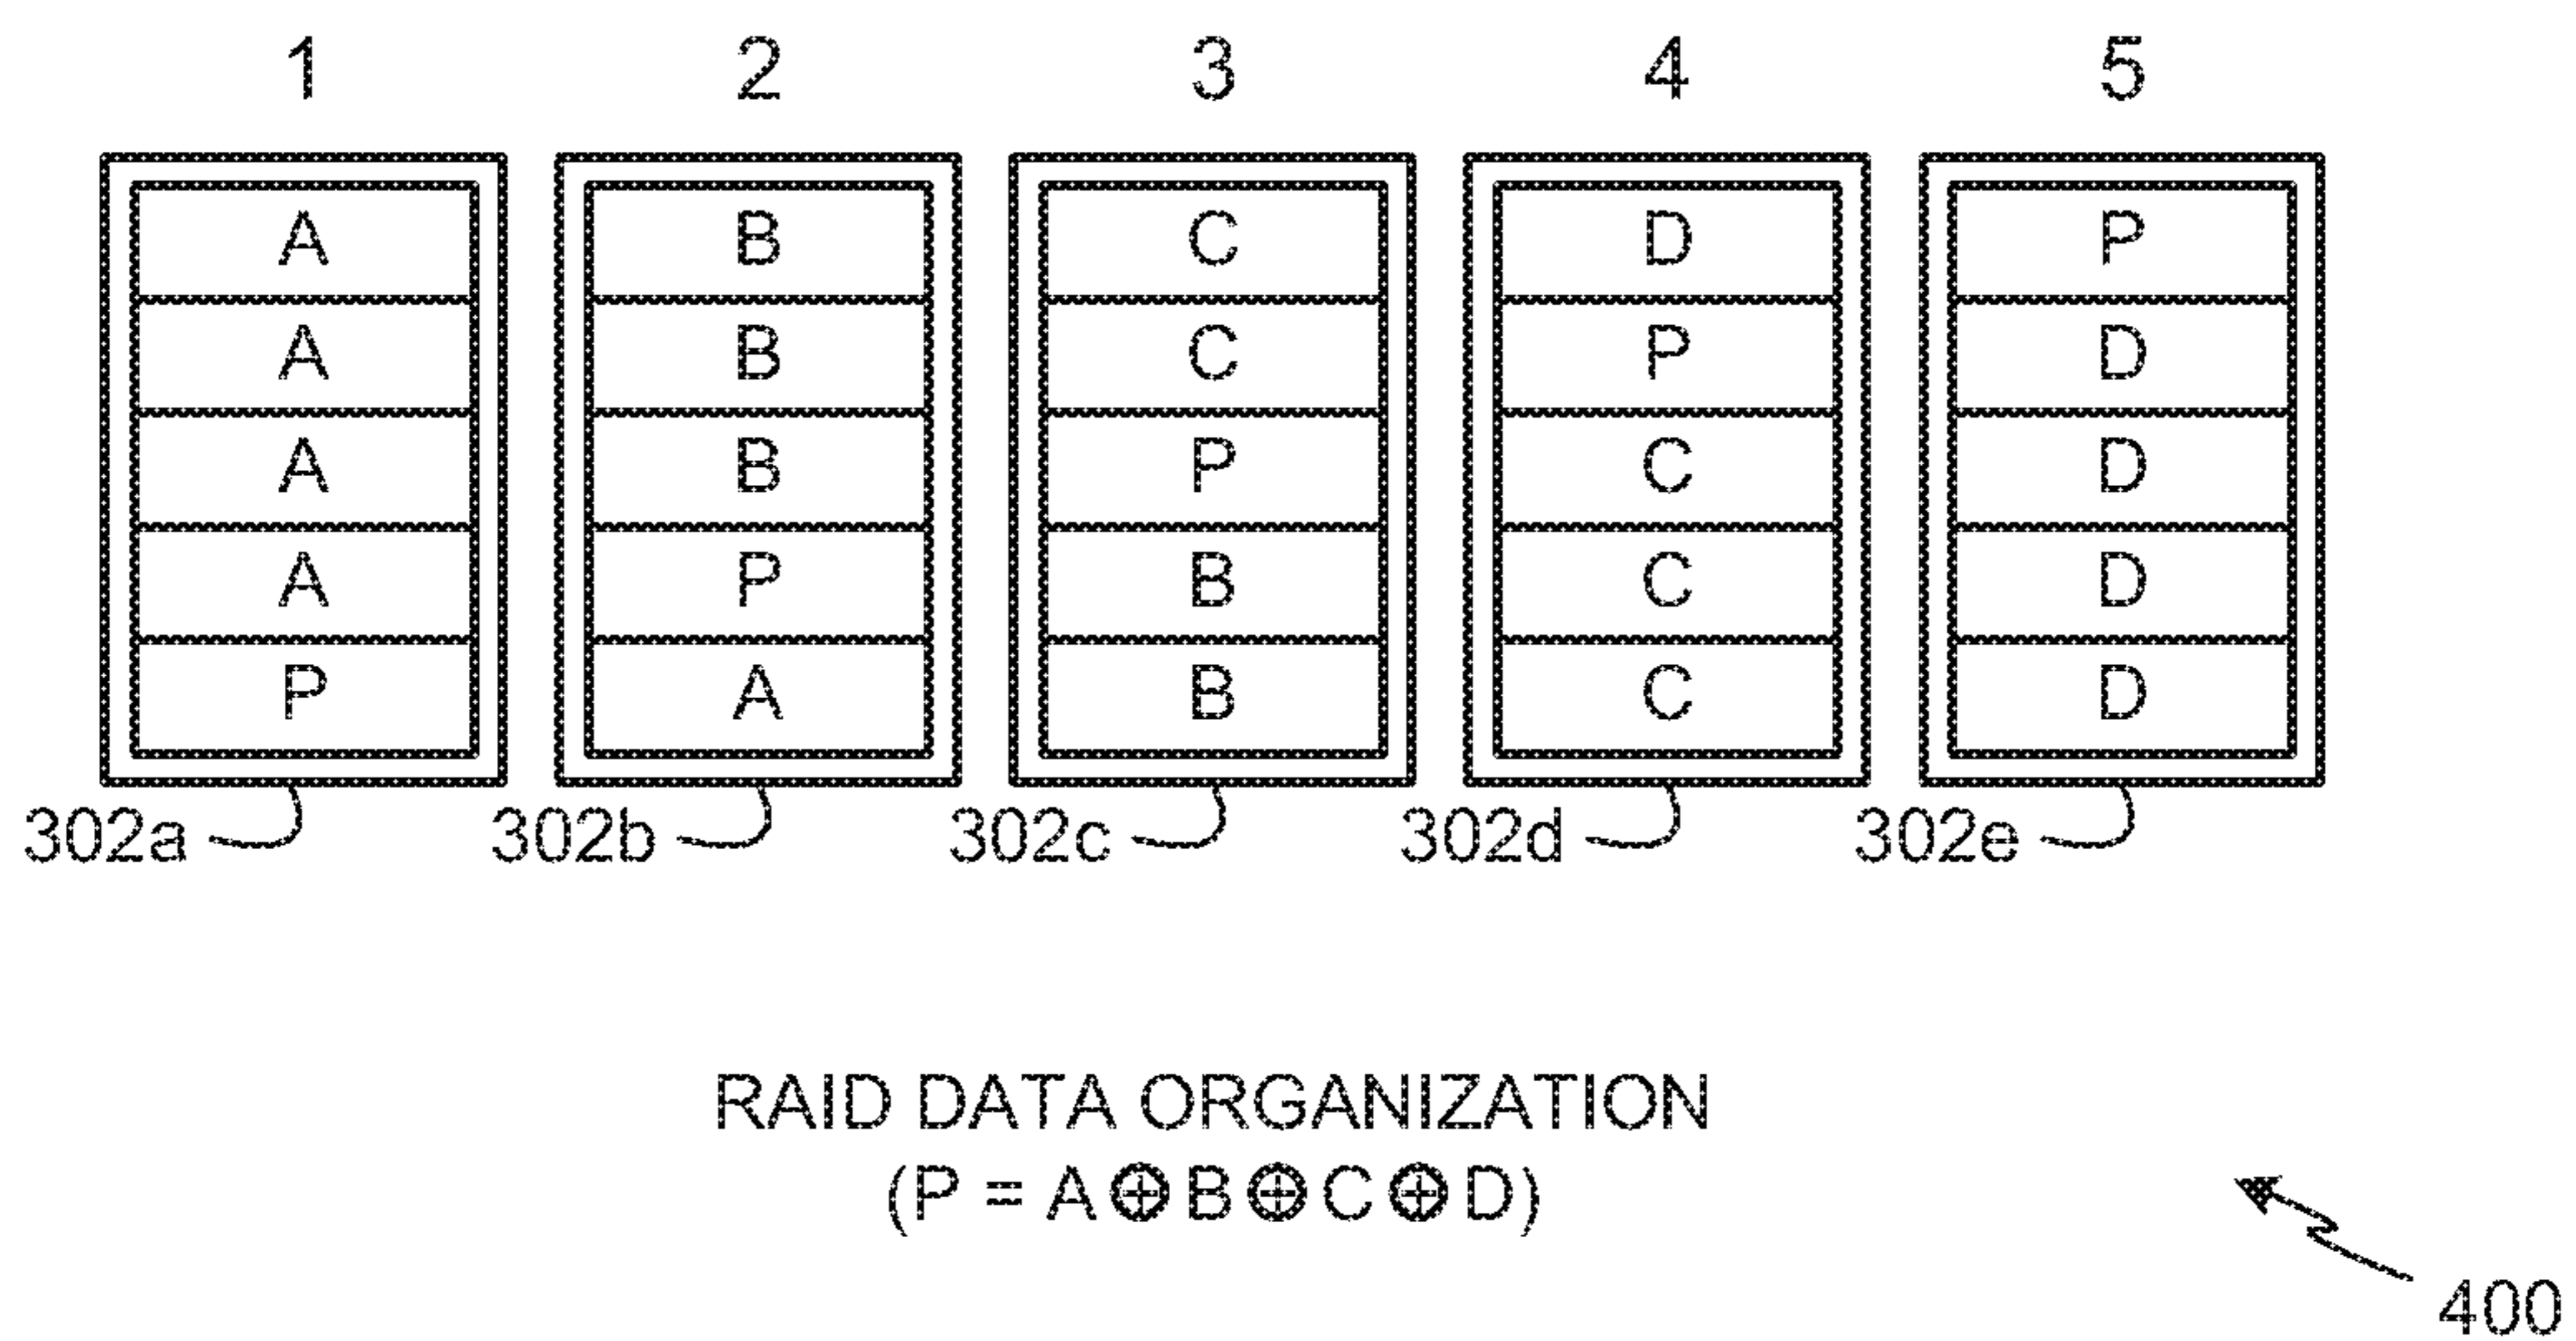 1 2 3 4 5
A B C D P
A B C P D
A B P C D
A P B C D
P A B C D
302a 302b 302c 302d 302e
RAID DATA ORGANIZATION
(P = A⊕B⊕C⊕D)
400